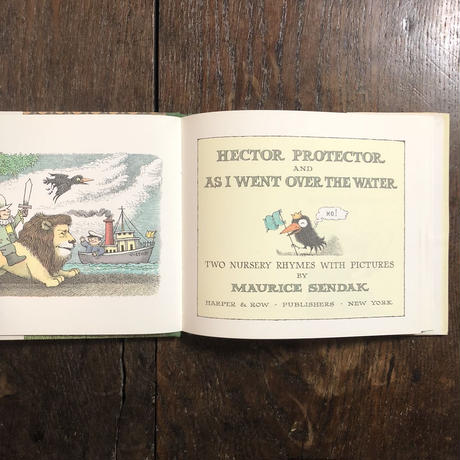 HECTOR PROTECTOR
AND
AS I WENT OVER THE WATER
NO!
TWO NURSERY RHYMES WITH PICTURES
BY
MAURICE SENDAK
HARPER & ROW · PUBLISHERS · NEW YORK